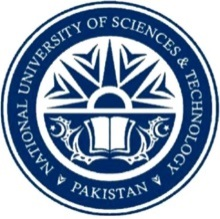 NATIONAL UNIVERSITY OF SCIENCES & TECHNOLOGY
PAKISTAN